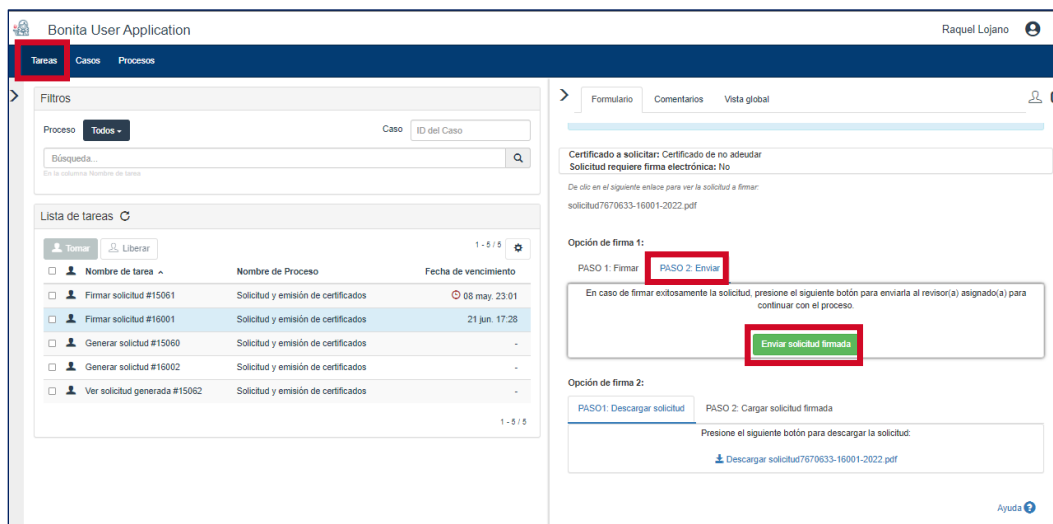 Bonita User Application
Raquel Lojano
Tareas Casos Procesos
Filtros
Proceso Todos Caso ID del Caso
Búsqueda...
En la columna Nombre de tarea
Lista de tareas
Tomar Liberar 1 - 5 / 5
Nombre de tarea Nombre de Proceso Fecha de vencimiento
Firmar solicitud #15061 Solicitud y emisión de certificados 08 may. 23:01
Firmar solicitud #16001 Solicitud y emisión de certificados 21 jun. 17:28
Generar solictud #15060 Solicitud y emisión de certificados -
Generar solictud #16002 Solicitud y emisión de certificados -
Ver solicitud generada #15062 Solicitud y emisión de certificados -
1 - 5 / 5
Formulario Comentarios Vista global
Certificado a solicitar: Certificado de no adeudar
Solicitud requiere firma electrónica: No
De clic en el siguiente enlace para ver la solicitud a firmar:
solicitud7670633-16001-2022.pdf
Opción de firma 1:
PASO 1: Firmar PASO 2: Enviar
En caso de firmar exitosamente la solicitud, presione el siguiente botón para enviarla al revisor(a) asignado(a) para
continuar con el proceso.
Enviar solicitud firmada
Opción de firma 2:
PASO1: Descargar solicitud PASO 2: Cargar solicitud firmada
Presione el siguiente botón para descargar la solicitud:
Descargar solicitud7670633-16001-2022.pdf
Ayuda